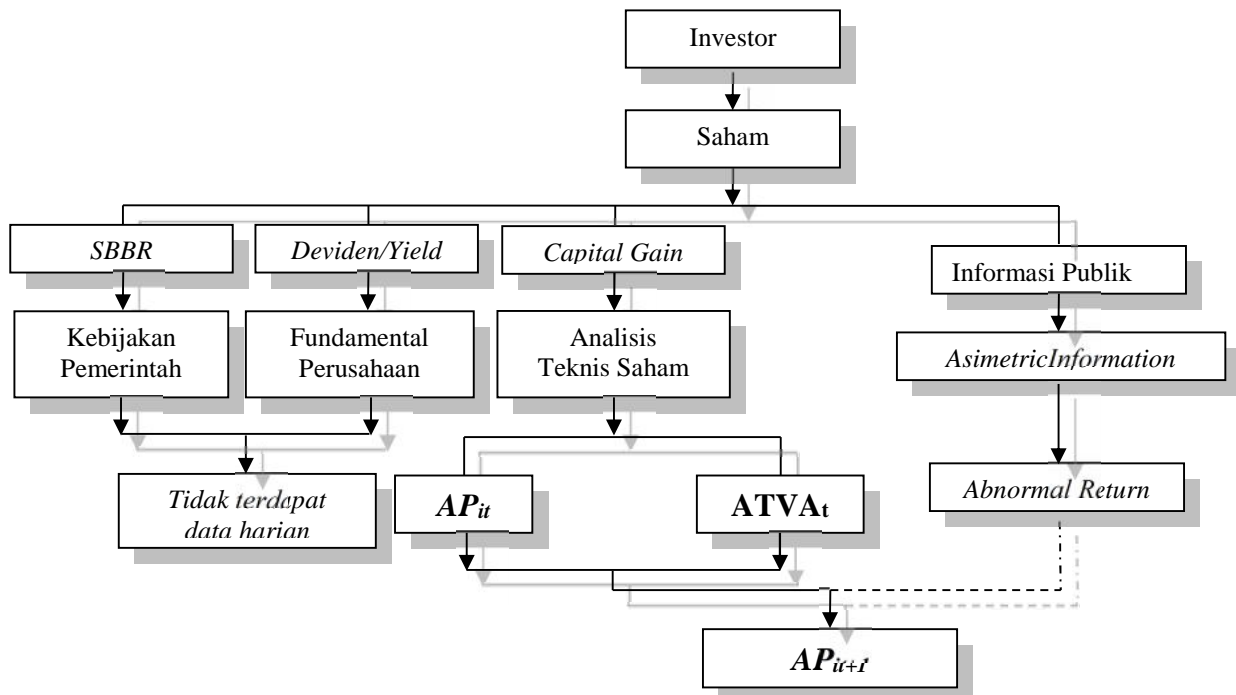 Investor
Saham
SBBR
Deviden/Yield
Capital Gain
Informasi Publik
Kebijakan
Pemerintah
Fundamental
Perusahaan
Analisis
Teknis Saham
AsimetricInformation
Tidak terdapat
data harian
APit
ATVAt
Abnormal Return
APit+1